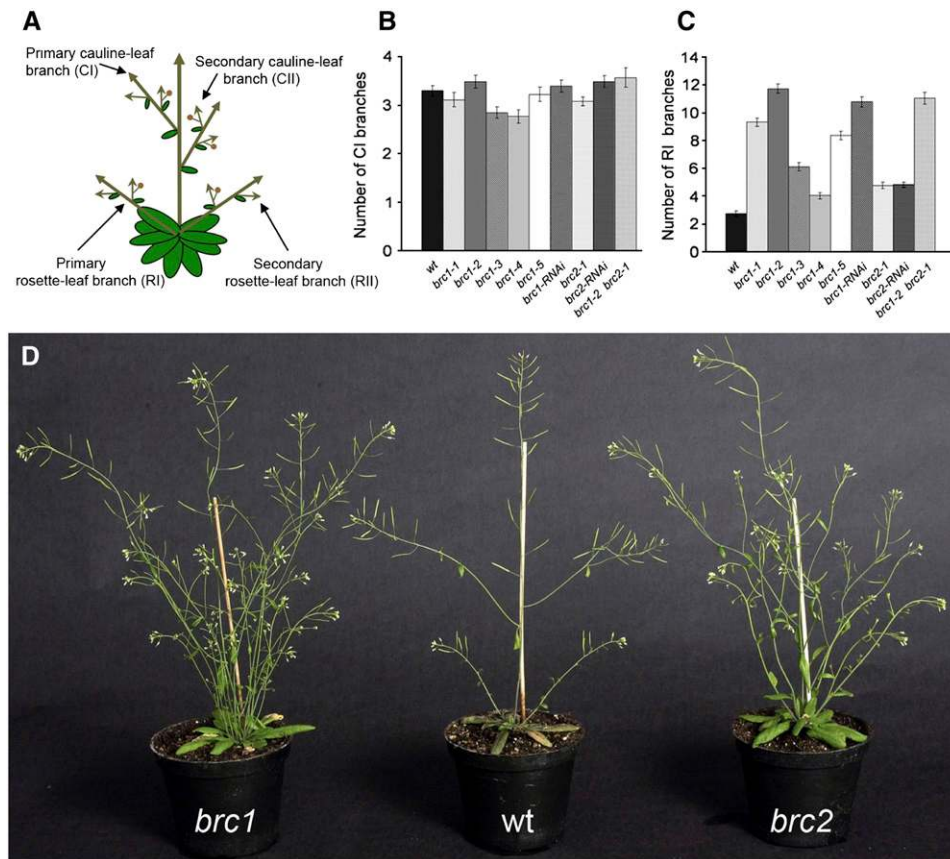 A
Primary cauline-leaf
branch (CI)
Secondary cauline-leaf
branch (CII)
Primary
rosette-leaf branch (RI)
Secondary
rosette-leaf branch (RII)
B
Number of CI branches
4
3
2
1
0
wt
brc1-1
brc1-2
brc1-3
brc1-4
brc1-5
brc1-RNAi
brc2-1
brc2-RNAi
brc1-2 brc2-1
C
Number of RI branches
14
12
10
8
6
4
2
0
wt
brc1-1
brc1-2
brc1-3
brc1-4
brc1-5
brc1-RNAi
brc2-1
brc2-RNAi
brc1-2 brc2-1
D
brc1
wt
brc2